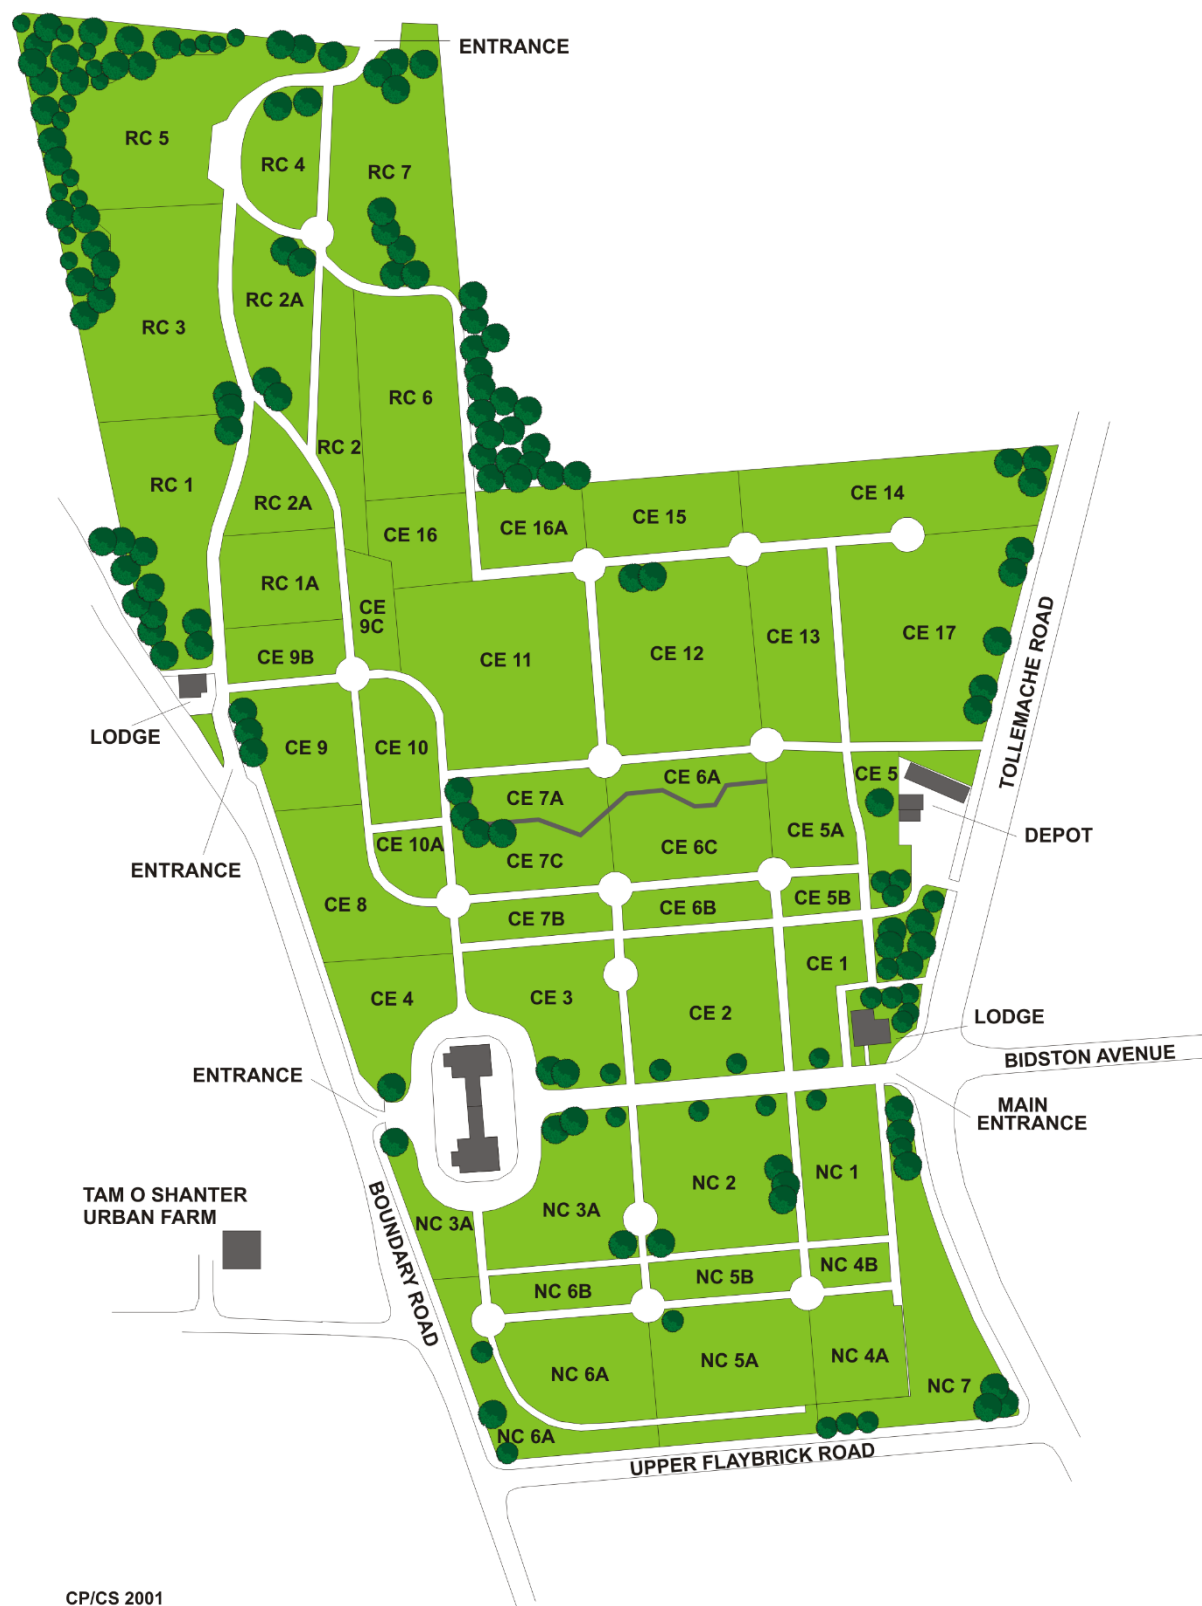 ENTRANCE
RC 5
RC 4
RC 7
RC 2A
RC 3
RC 6
RC 2
RC 1
RC 2A
CE 14
CE 15
CE 16A
CE 16
RC 1A
CE
9C
CE 13
CE 17
CE 12
CE 11
CE 9B
TOLLEMACHE ROAD
LODGE
CE 9
CE 10
CE 6A
CE 5
CE 7A
CE 5A
DEPOT
CE 10A
CE 6C
CE 7C
ENTRANCE
CE 8
CE 5B
CE 6B
CE 7B
CE 1
CE 4
CE 3
CE 2
LODGE
BIDSTON AVENUE
ENTRANCE
MAIN
ENTRANCE
NC 1
NC 2
TAM O SHANTER
URBAN FARM
NC 3A
NC 3A
BOUNDARY ROAD
NC 4B
NC 5B
NC 6B
NC 4A
NC 5A
NC 6A
NC 7
NC 6A
UPPER FLAYBRICK ROAD
CP/CS 2001